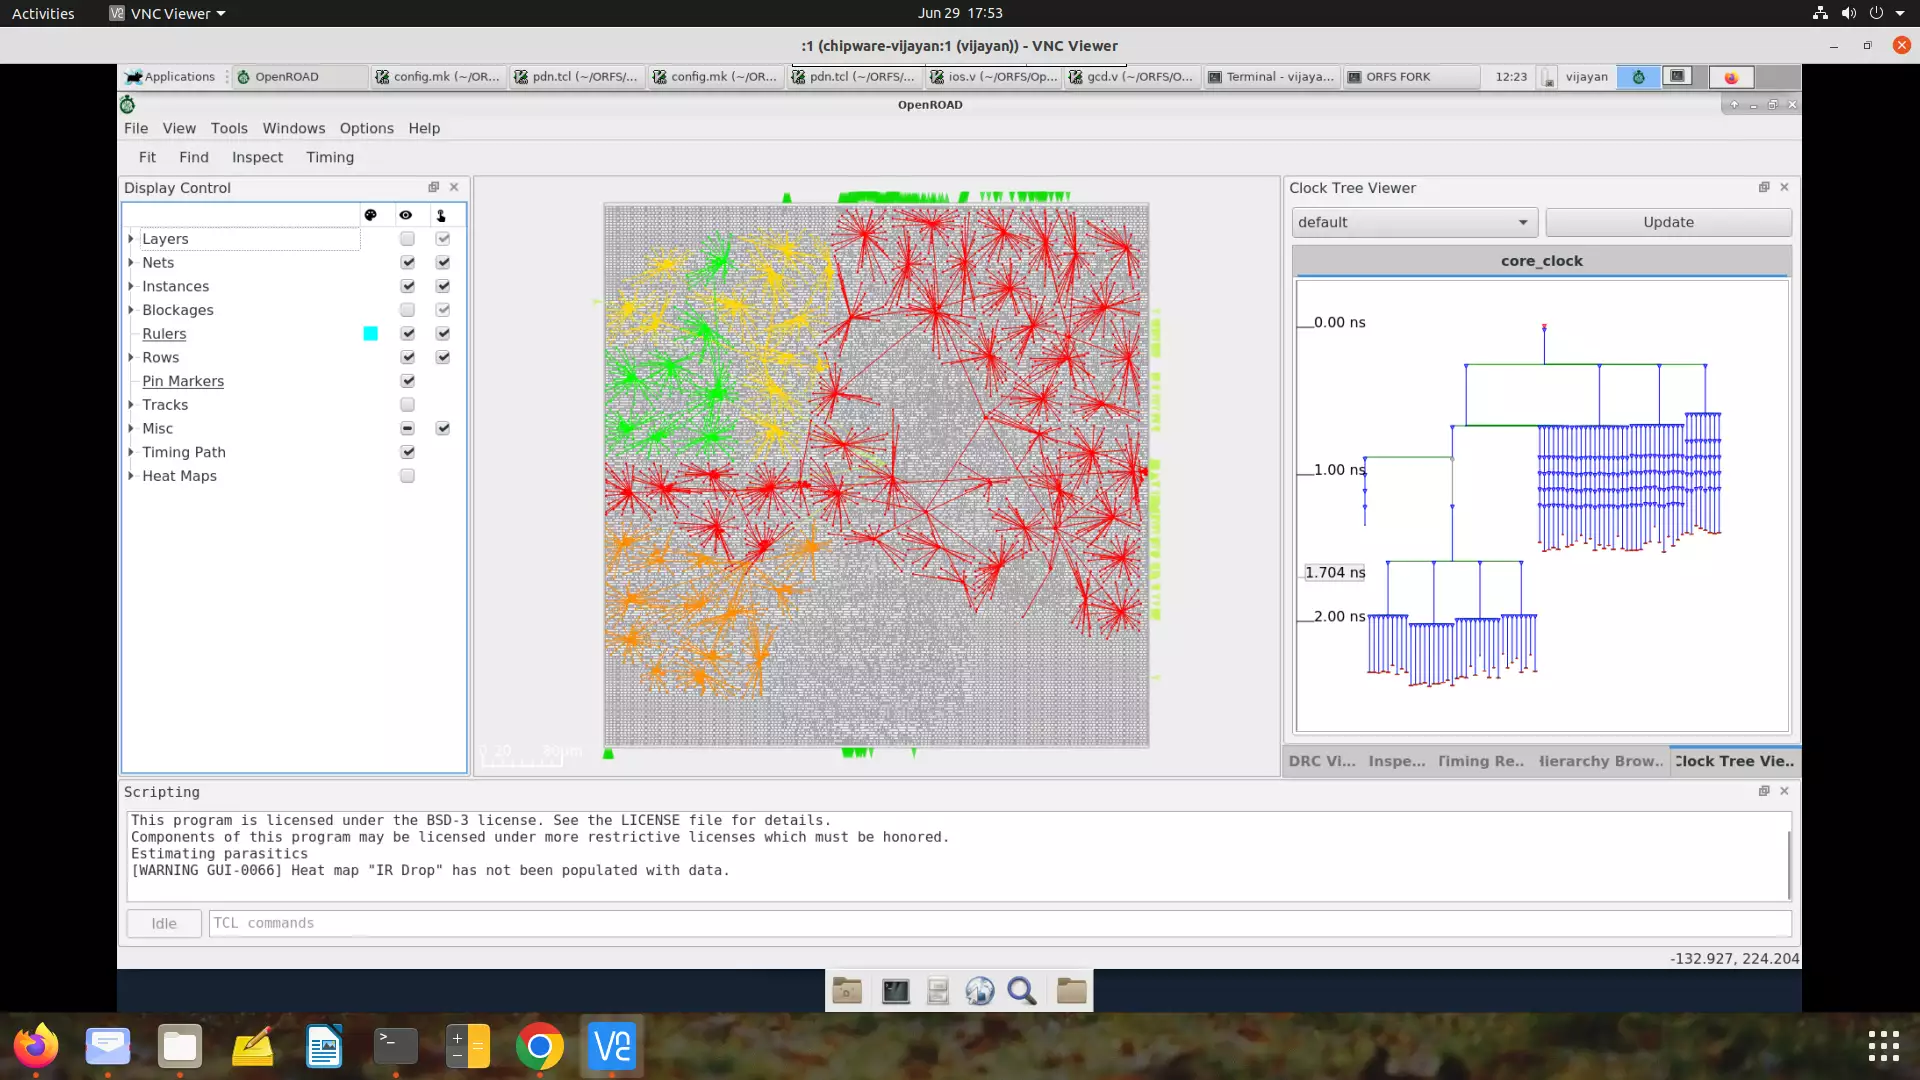 Activities
VNC Viewer
Jun 29 17:53
:1 (chipware-vijayan:1 (vijayan)) - VNC Viewer
Applications
OpenROAD
config.mk (~/OR...
pdn.tcl (~/ORFS/...
config.mk (~/OR...
pdn.tcl (~/ORFS/...
ios.v (~/ORFS/Op...
gcd.v (~/ORFS/O...
Terminal - vijaya...
ORFS FORK
12:23
vijayan
OpenROAD
File View Tools Windows Options Help
Fit Find Inspect Timing
Display Control
Layers
Nets
Instances
Blockages
Rulers
Rows
Pin Markers
Tracks
Misc
Timing Path
Heat Maps
Clock Tree Viewer
default
Update
core_clock
0.00 ns
1.00 ns
1.704 ns
2.00 ns
DRC Vi...
Inspe...
Timing Re..
Hierarchy Brow..
Clock Tree Vie..
Scripting
This program is licensed under the BSD-3 license. See the LICENSE file for details.
Components of this program may be licensed under more restrictive licenses which must be honored.
Estimating parasitics
[WARNING GUI-0066] Heat map "IR Drop" has not been populated with data.
Idle
TCL commands
-132.927, 224.204